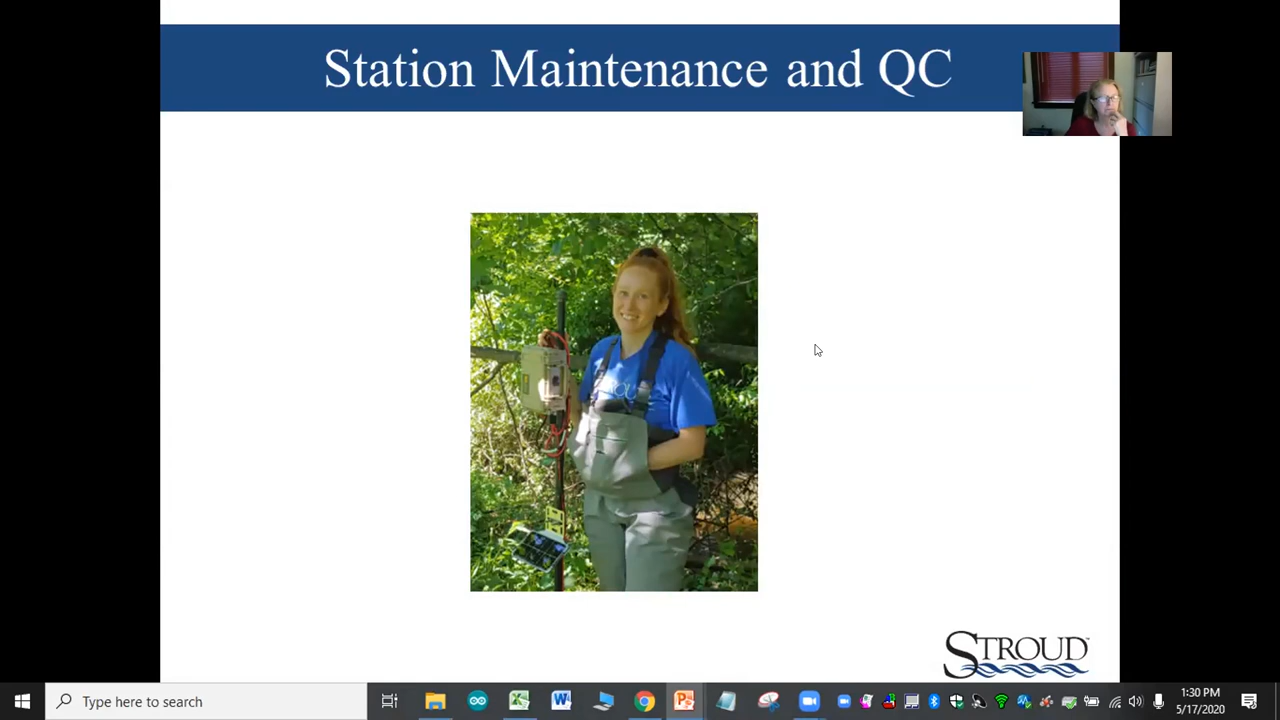 Station Maintenance and QC
STROUD
Type here to search
1:30 PM
5/17/2020